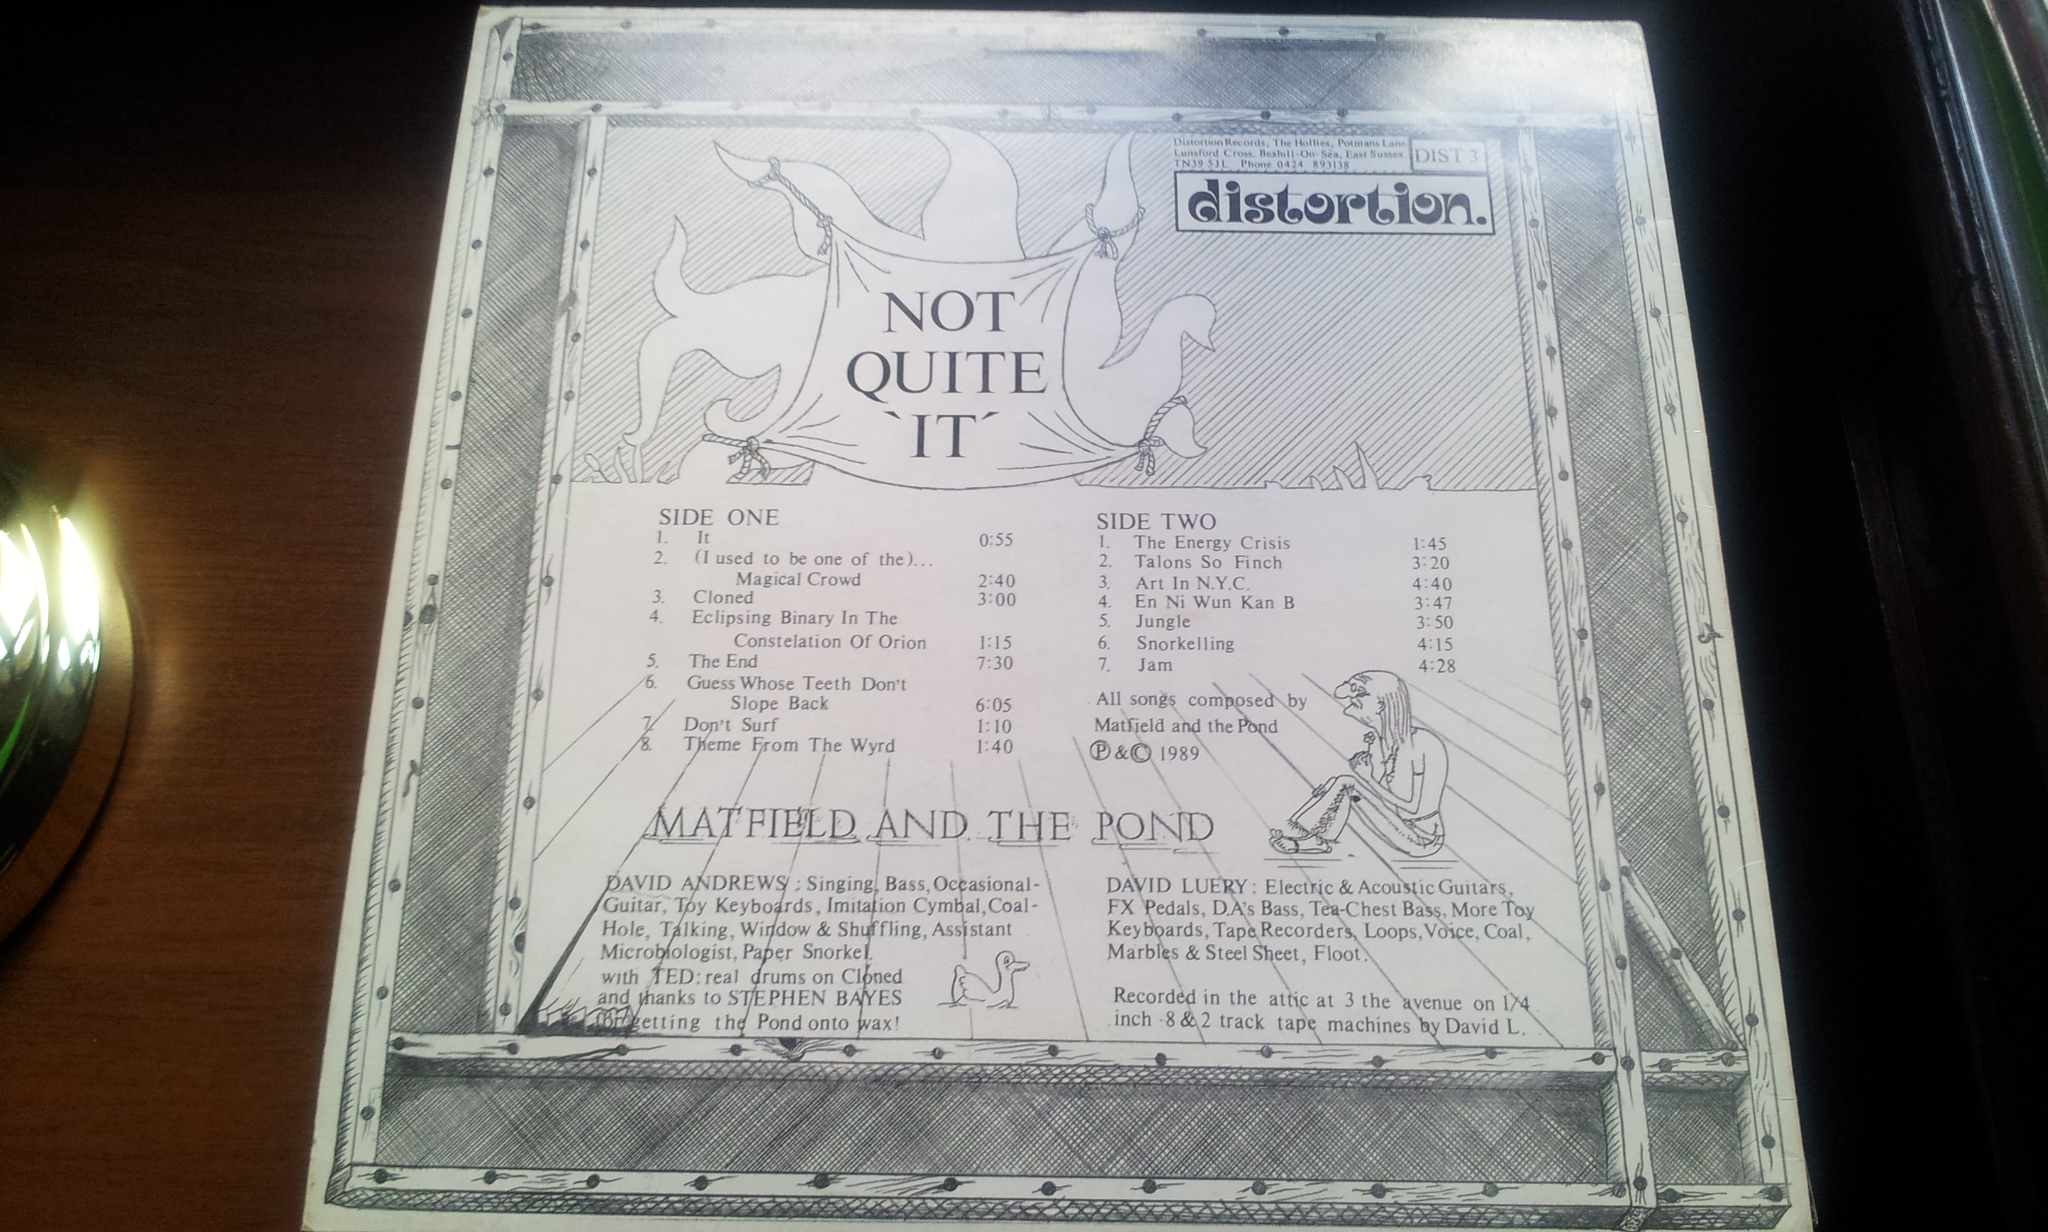 Distortion Records, The Hollies, Potmans Lane,
Lunsford Cross, Bexhill-On-Sea, East Sussex
TN39 5JL Phone 0424 893138
DIST 3
distortion.
NOT
QUITE
`IT´
SIDE ONE
1. It 0:55
2. (I used to be one of the)...
Magical Crowd 2:40
3. Cloned 3:00
4. Eclipsing Binary In The
Constelation Of Orion 1:15
5. The End 7:30
6. Guess Whose Teeth Don't
Slope Back 6:05
7. Don't Surf 1:10
8. Theme From The Wyrd 1:40
SIDE TWO
1. The Energy Crisis 1:45
2. Talons So Finch 3:20
3. Art In N.Y.C. 4:40
4. En Ni Wun Kan B 3:47
5. Jungle 3:50
6. Snorkelling 4:15
7. Jam 4:28
All songs composed by
Matfield and the Pond
℗ & © 1989
MATFIELD AND THE POND
DAVID ANDREWS : Singing, Bass, Occasional-
Guitar, Toy Keyboards, Imitation Cymbal, Coal-
Hole, Talking, Window & Shuffling, Assistant
Microbiologist, Paper Snorkel.
with TED: real drums on Cloned
and thanks to STEPHEN BAYES
for getting the Pond onto wax!
DAVID LUERY: Electric & Acoustic Guitars,
FX Pedals, D.A's Bass, Tea-Chest Bass, More Toy
Keyboards, Tape Recorders, Loops, Voice, Coal,
Marbles & Steel Sheet, Floot.
Recorded in the attic at 3 the avenue on 1/4
inch 8 & 2 track tape machines by David L.